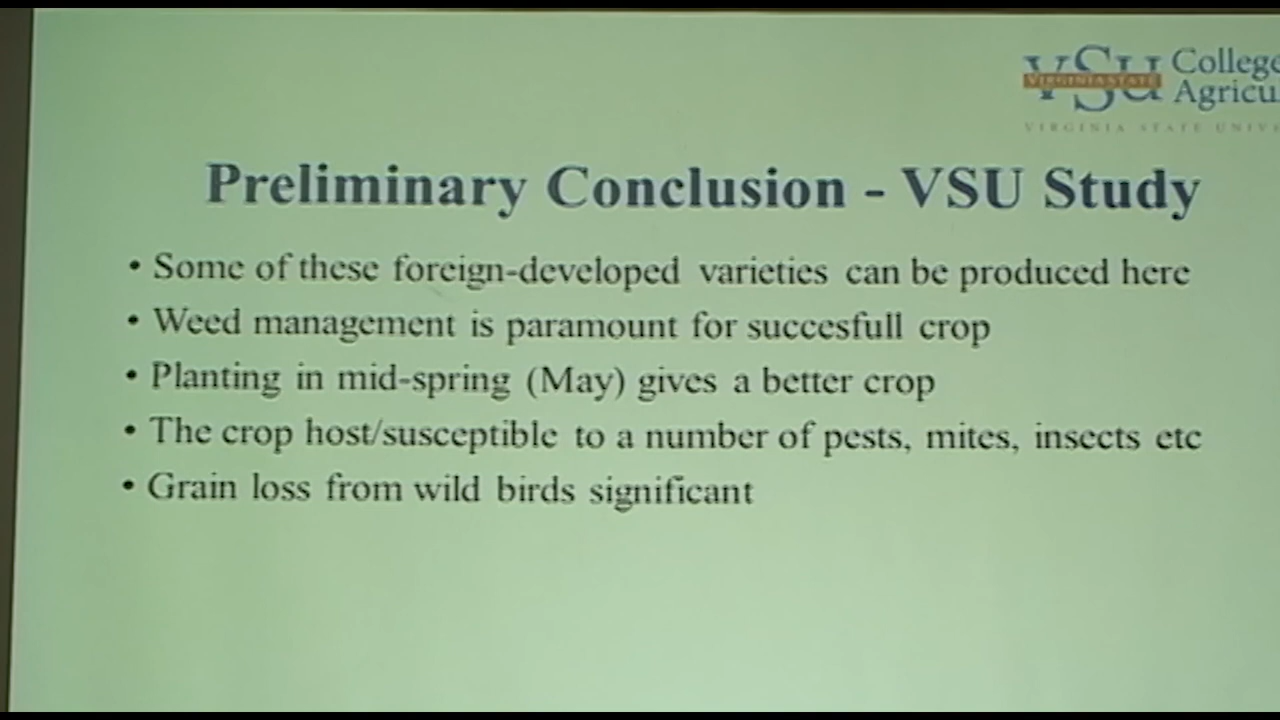 VSU College
VIRGINIA STATE Agricu
VIRGINIA STATE UNIVE
Preliminary Conclusion - VSU Study
• Some of these foreign-developed varieties can be produced here
• Weed management is paramount for succesfull crop
• Planting in mid-spring (May) gives a better crop
• The crop host/susceptible to a number of pests, mites, insects etc
• Grain loss from wild birds significant